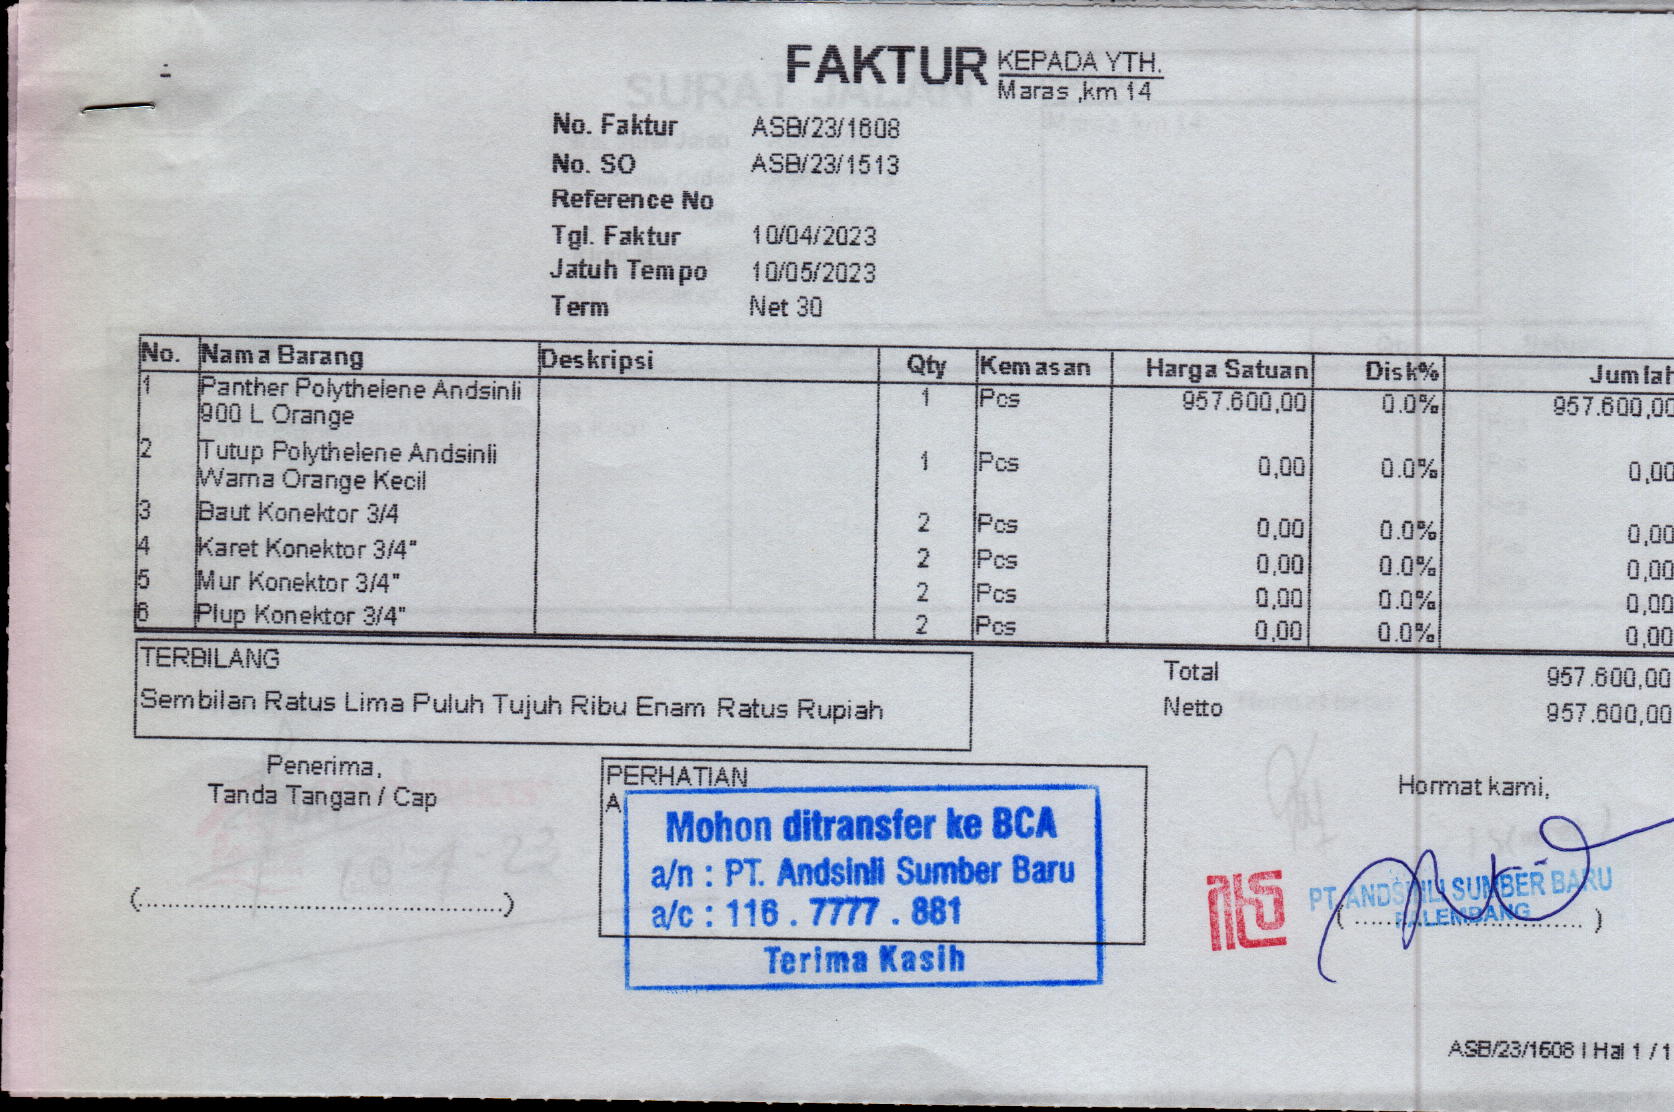 FAKTUR
KEPADA YTH.
Maras ,km 14
SURAT JALAN
No. Faktur ASB/23/1608
No. SO ASB/23/1513
Reference No
Tgl. Faktur 10/04/2023
Jatuh Tempo 10/05/2023
Term Net 30
No. Nama Barang Deskripsi Qty Kemasan Harga Satuan Disk% Jumlah
1 Panther Polythelene Andsinli 1 Pcs 957.600,00 0.0% 957.600,00
900 L Orange
2 Tutup Polythelene Andsinli 1 Pcs 0,00 0.0% 0,00
Warna Orange Kecil
3 Baut Konektor 3/4 2 Pcs 0,00 0.0% 0,00
4 Karet Konektor 3/4" 2 Pcs 0,00 0.0% 0,00
5 Mur Konektor 3/4" 2 Pcs 0,00 0.0% 0,00
6 Plup Konektor 3/4" 2 Pcs 0,00 0.0% 0,00
TERBILANG
Sembilan Ratus Lima Puluh Tujuh Ribu Enam Ratus Rupiah
Total 957.600,00
Netto 957.600,00
Penerima,
Tanda Tangan / Cap
(....................................................)
PERHATIAN
A
Mohon ditransfer ke BCA
a/n : PT. Andsinli Sumber Baru
a/c : 116 . 7777 . 881
Terima Kasih
Hormat kami,
PT. ANDSINLI SUMBER BARU
PALEMBANG
(...................................)
ASB/23/1608 | Hal 1 / 1